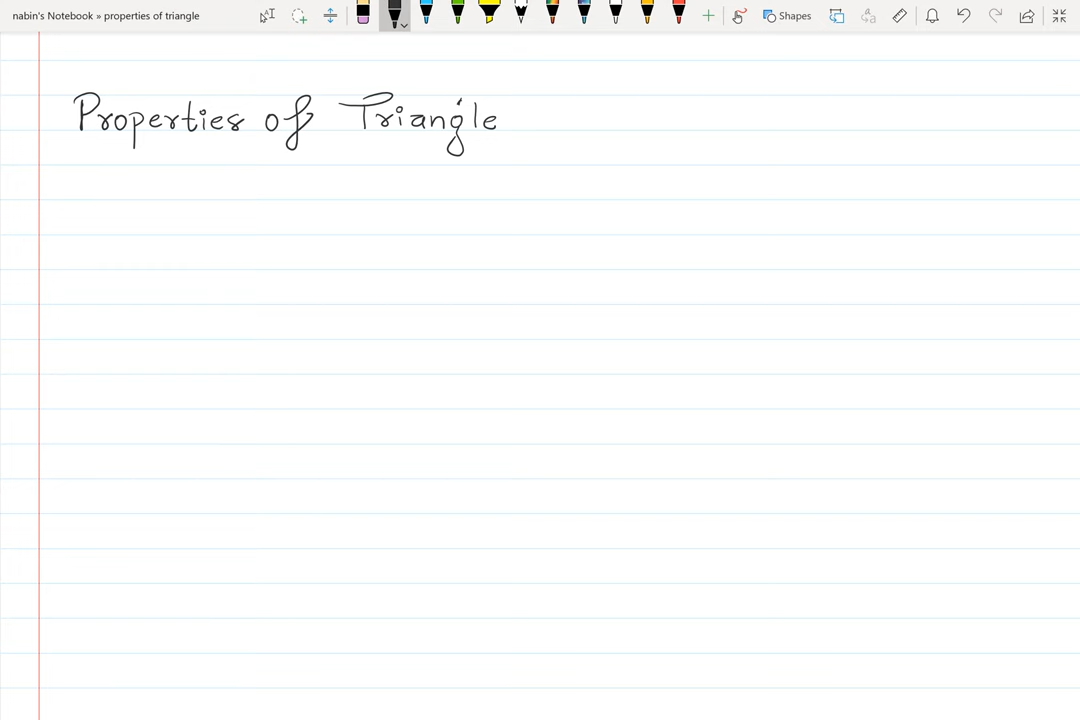 nabin's Notebook » properties of triangle
Shapes
Properties of Triangle